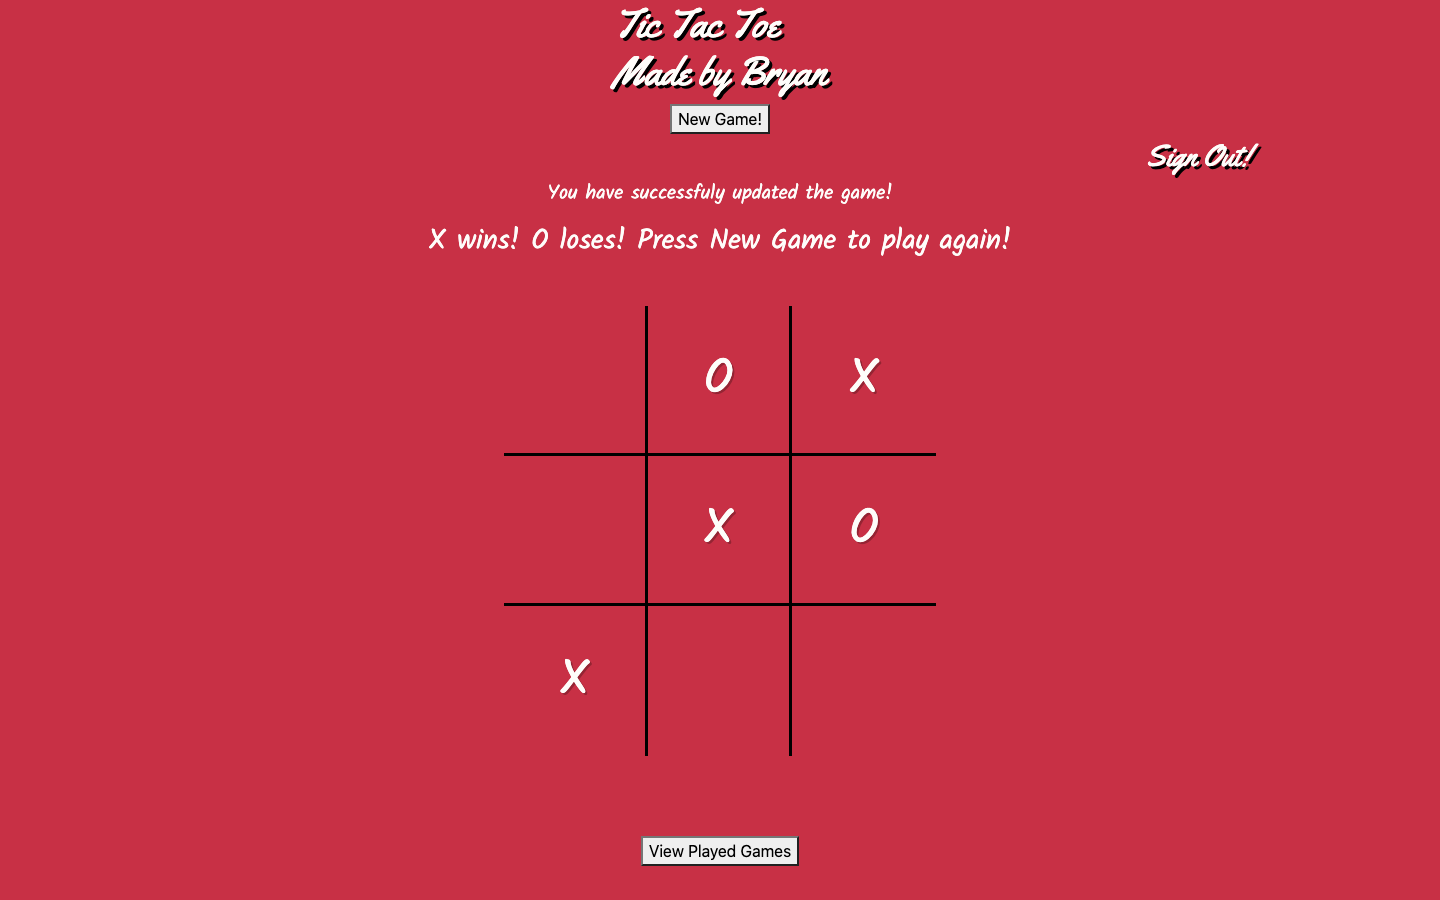 Tic Tac Toe
Made by Bryan
New Game!
Sign Out!
You have successfuly updated the game!
X wins! O loses! Press New Game to play again!
O X
X O
X
View Played Games